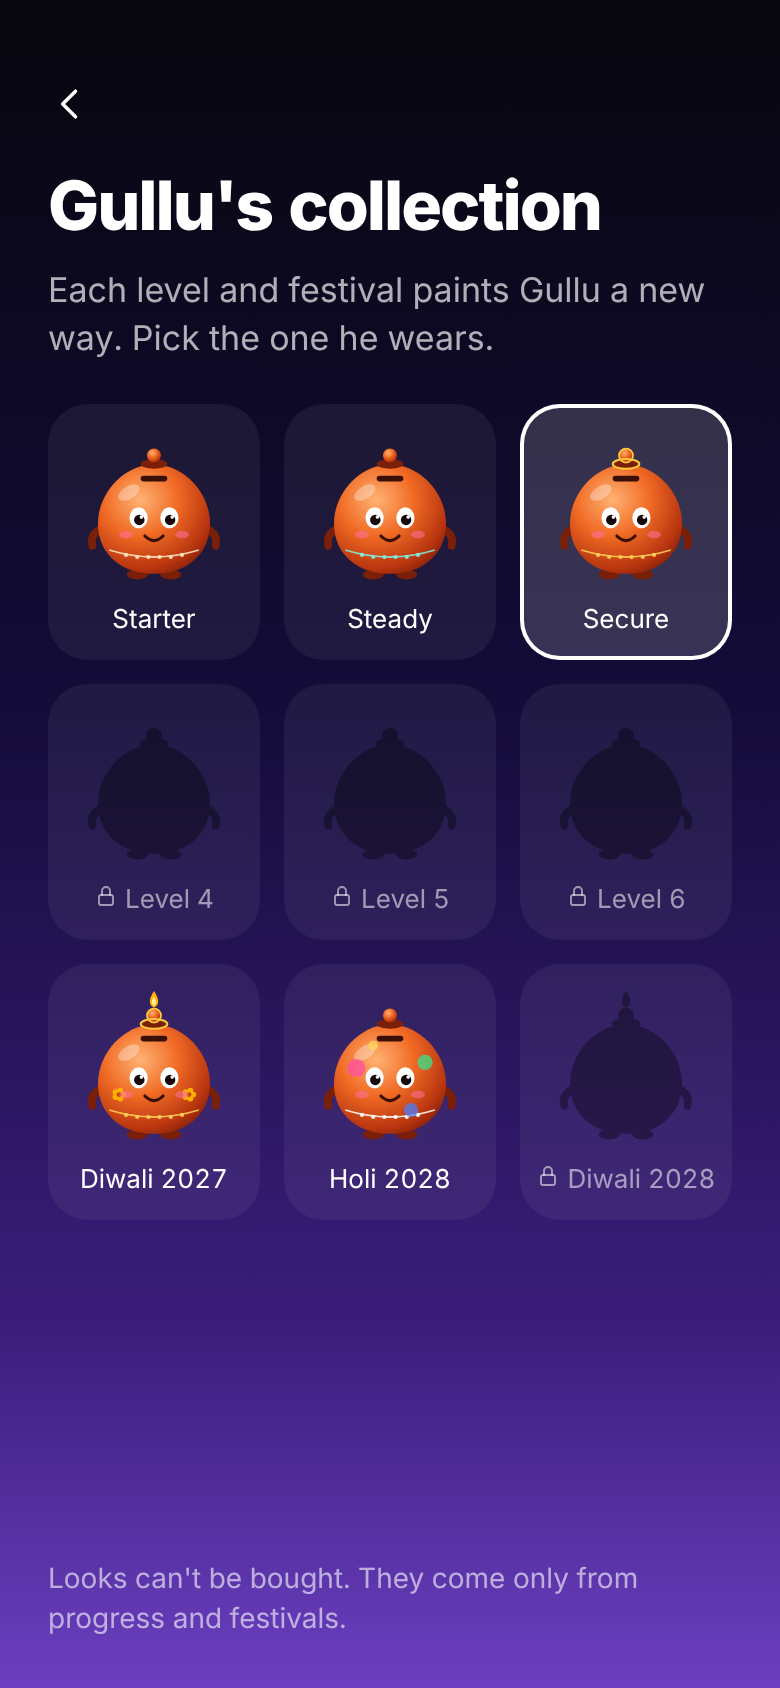 Gullu's collection
Each level and festival paints Gullu a new
way. Pick the one he wears.
Starter
Steady
Secure
Level 4
Level 5
Level 6
Diwali 2027
Holi 2028
Diwali 2028
Looks can't be bought. They come only from
progress and festivals.